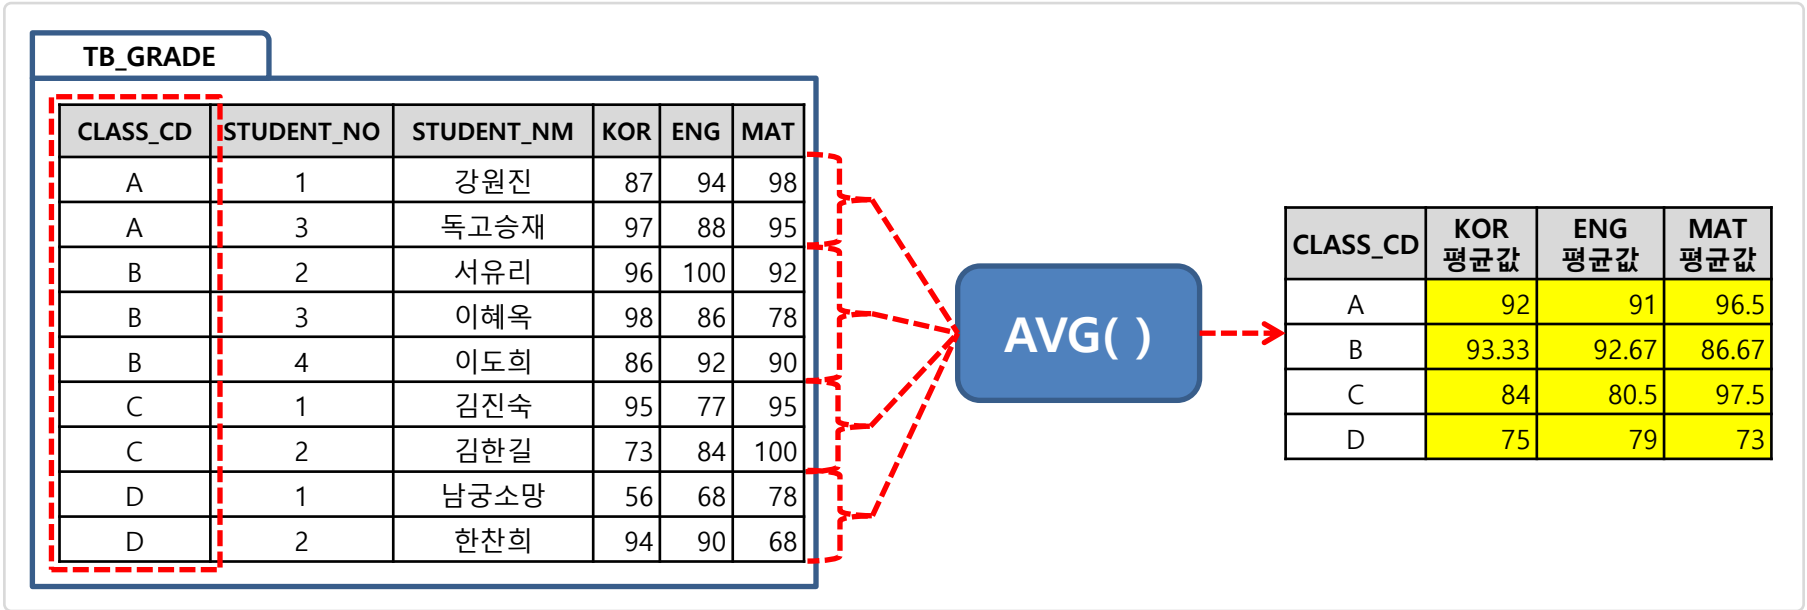 TB_GRADE
CLASS_CD STUDENT_NO STUDENT_NM KOR ENG MAT
A 1 강원진 87 94 98
A 3 독고승재 97 88 95
B 2 서유리 96 100 92
B 3 이혜옥 98 86 78
B 4 이도희 86 92 90
C 1 김진숙 95 77 95
C 2 김한길 73 84 100
D 1 남궁소망 56 68 78
D 2 한찬희 94 90 68
AVG( )
CLASS_CD KOR 평균값 ENG 평균값 MAT 평균값
A 92 91 96.5
B 93.33 92.67 86.67
C 84 80.5 97.5
D 75 79 73